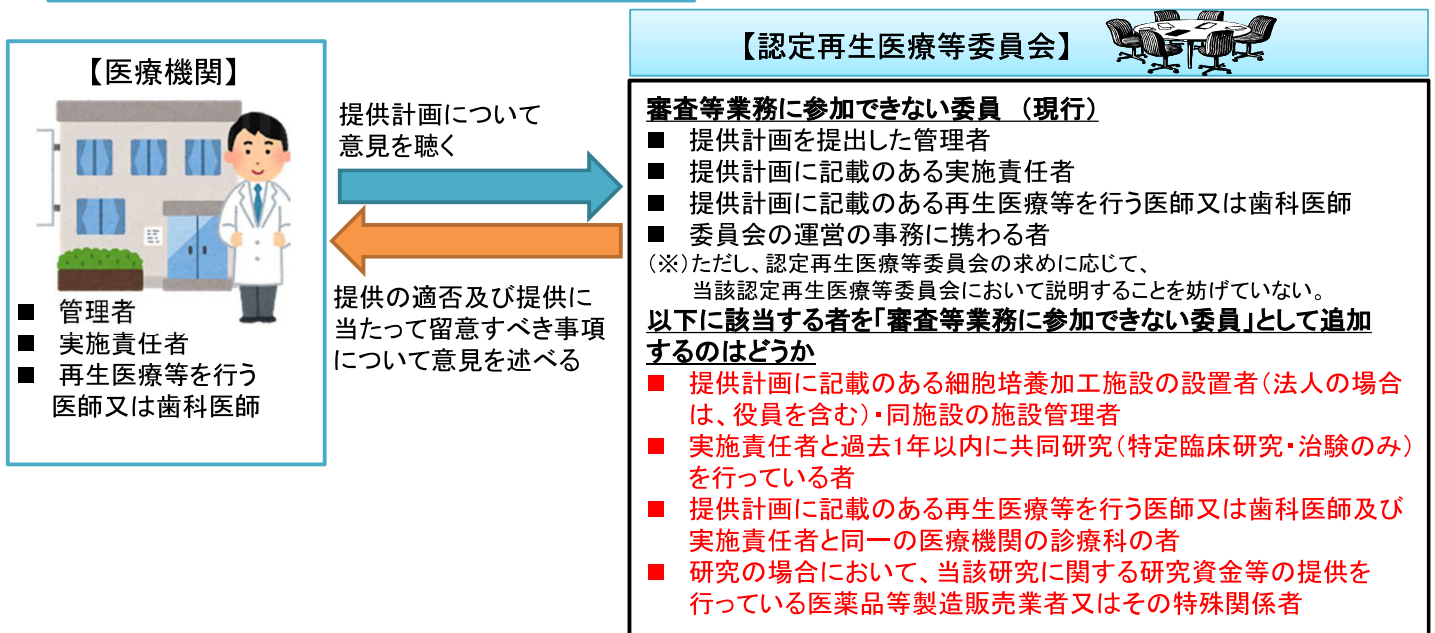 【医療機関】
■ 管理者
■ 実施責任者
■ 再生医療等を行う
医師又は歯科医師
提供計画について
意見を聴く
提供の適否及び提供に
当たって留意すべき事項
について意見を述べる
【認定再生医療等委員会】
審査等業務に参加できない委員 （現行）
■ 提供計画を提出した管理者
■ 提供計画に記載のある実施責任者
■ 提供計画に記載のある再生医療等を行う医師又は歯科医師
■ 委員会の運営の事務に携わる者
（※）ただし、認定再生医療等委員会の求めに応じて、
当該認定再生医療等委員会において説明することを妨げていない。
以下に該当する者を「審査等業務に参加できない委員」として追加
するのはどうか
■ 提供計画に記載のある細胞培養加工施設の設置者（法人の場合
は、役員を含む）・同施設の施設管理者
■ 実施責任者と過去1年以内に共同研究（特定臨床研究・治験のみ）
を行っている者
■ 提供計画に記載のある再生医療等を行う医師又は歯科医師及び
実施責任者と同一の医療機関の診療科の者
■ 研究の場合において、当該研究に関する研究資金等の提供を
行っている医薬品等製造販売業者又はその特殊関係者